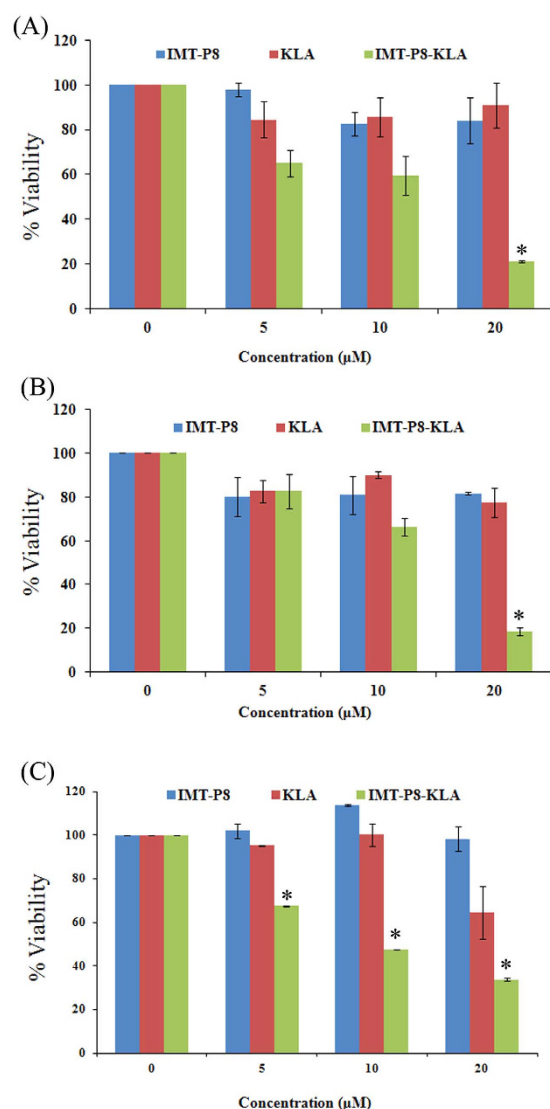 (A)
120
IMT-P8 KLA IMT-P8-KLA
100
80
60
40
20
0
*
% Viability
0 5 10 20
Concentration (µM)
(B)
120
IMT-P8 KLA IMT-P8-KLA
100
80
60
40
20
0
*
% Viability
0 5 10 20
Concentration (µM)
(C)
120
IMT-P8 KLA IMT-P8-KLA
100
80
60
40
20
0
* * *
% Viability
0 5 10 20
Concentration (µM)